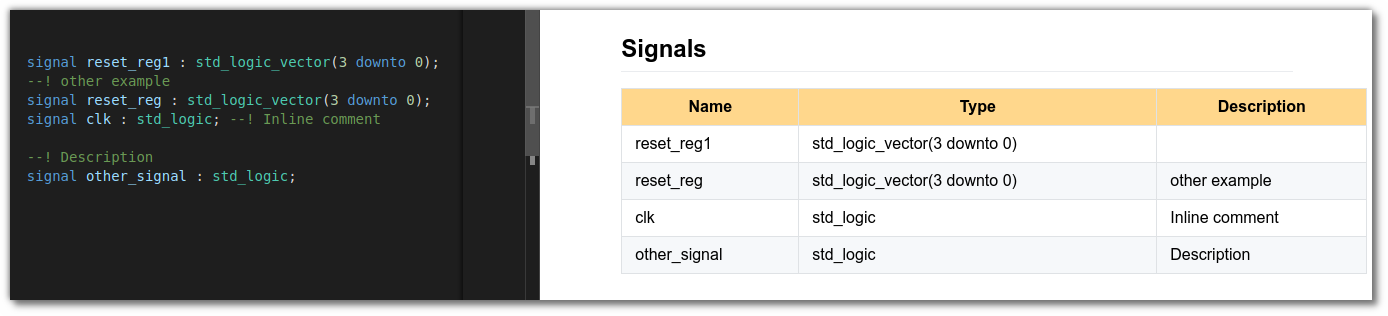 signal reset_reg1 : std_logic_vector(3 downto 0);
--! other example
signal reset_reg : std_logic_vector(3 downto 0);
signal clk : std_logic; --! Inline comment
--! Description
signal other_signal : std_logic;
Signals
Name Type Description
reset_reg1 std_logic_vector(3 downto 0)
reset_reg std_logic_vector(3 downto 0) other example
clk std_logic Inline comment
other_signal std_logic Description